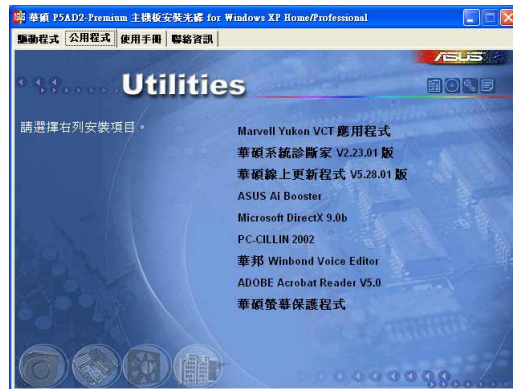 華碩 P5AD2-Premium 主機板安裝光碟 for Windows XP Home/Professional
驅動程式 公用程式 使用手冊 聯絡資訊
ASUS
Utilities
請選擇右列安裝項目。
Marvell Yukon VCT 應用程式
華碩系統診斷家 V2.23.01 版
華碩線上更新程式 V5.28.01 版
ASUS Ai Booster
Microsoft DirectX 9.0b
PC-CILLIN 2002
華邦 Winbond Voice Editor
ADOBE Acrobat Reader V5.0
華碩螢幕保護程式